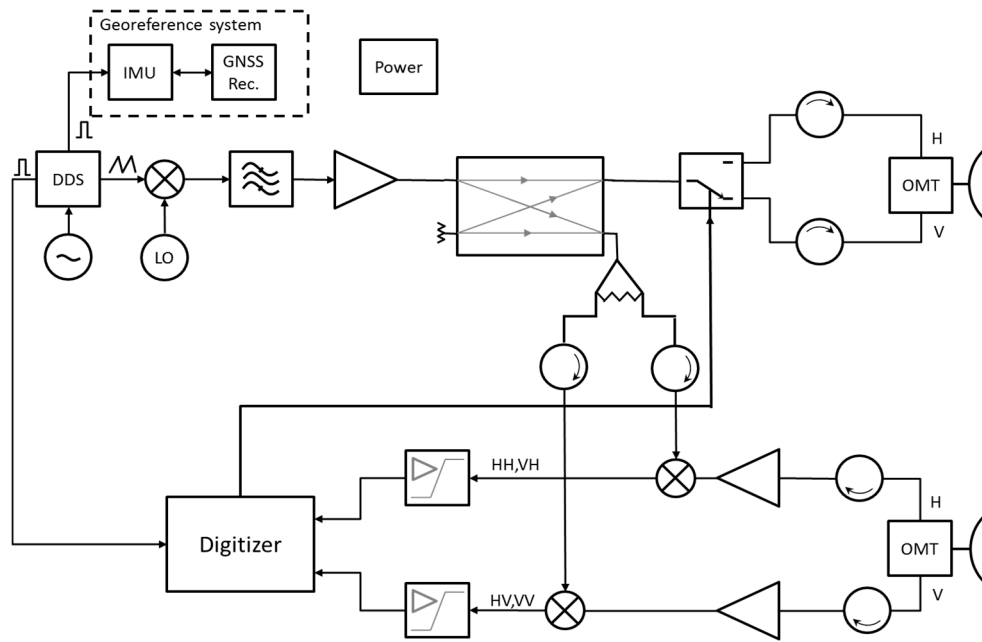 Georeference system
IMU
GNSS
Rec.
Power
DDS
LO
H
OMT
V
HH,VH
H
Digitizer
OMT
HV,VV
V